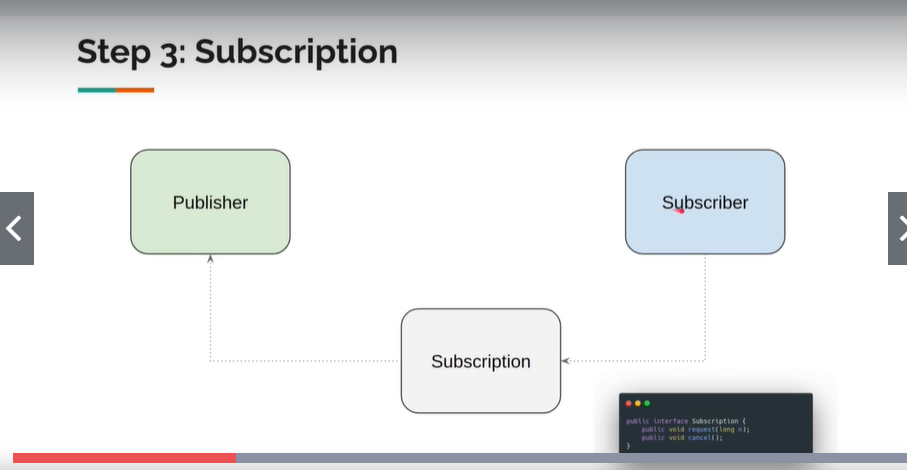 Step 3: Subscription
Publisher
Subscriber
Subscription
public interface Subscription {
    public void request(long n);
    public void cancel();
}